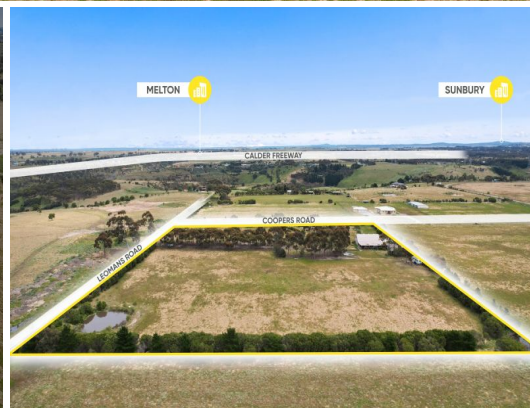 MELTON
SUNBURY
CALDER FREEWAY
COOPERS ROAD
LEOMANS ROAD